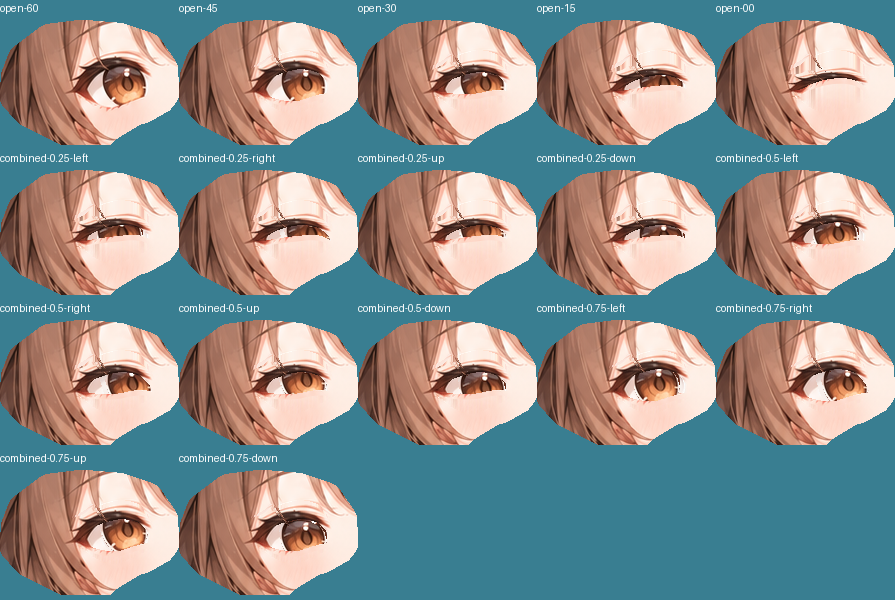 open-60
open-45
open-30
open-15
open-00
combined-0.25-left
combined-0.25-right
combined-0.25-up
combined-0.25-down
combined-0.5-left
combined-0.5-right
combined-0.5-up
combined-0.5-down
combined-0.75-left
combined-0.75-right
combined-0.75-up
combined-0.75-down